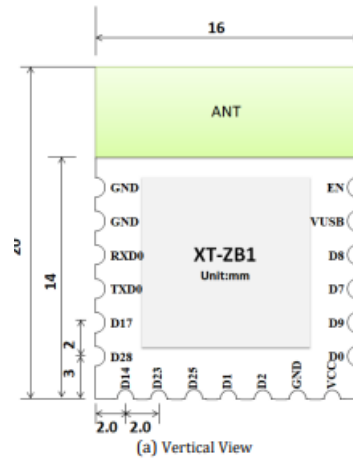 16
ANT
GND EN
GND VUSB
RXD0 XT-ZB1 D8
Unit:mm
TXD0 D7
D17 D9
D28 D0
14
2
3
D14 D23 D25 D1 D2 GND VCC
2.0 2.0
(a) Vertical View